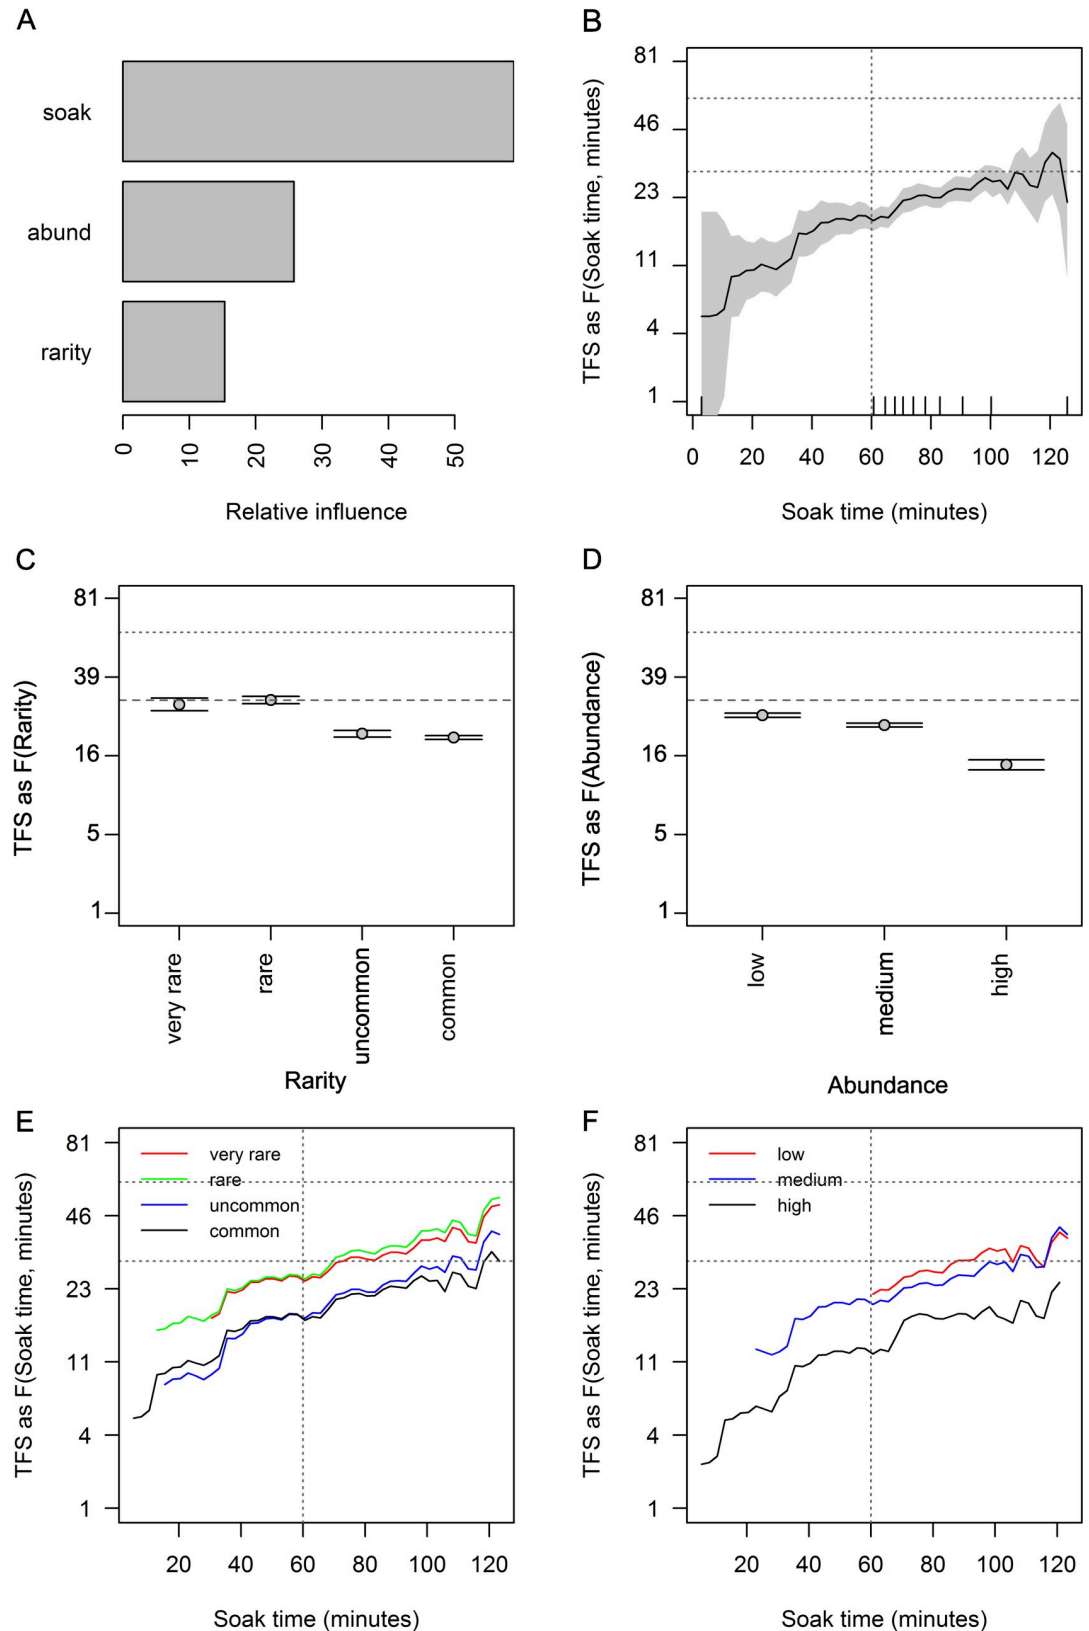 A
soak
abund
rarity
0 10 20 30 40 50
Relative influence
B
TFS as F(Soak time, minutes)
81
46
23
11
4
1
0 20 40 60 80 100 120
Soak time (minutes)
C
TFS as F(Rarity)
81
39
16
5
1
very rare
rare
uncommon
common
Rarity
D
TFS as F(Abundance)
81
39
16
5
1
low
medium
high
Abundance
E
TFS as F(Soak time, minutes)
81
46
23
11
4
1
very rare
rare
uncommon
common
20 40 60 80 100 120
Soak time (minutes)
F
TFS as F(Soak time, minutes)
81
46
23
11
4
1
low
medium
high
20 40 60 80 100 120
Soak time (minutes)